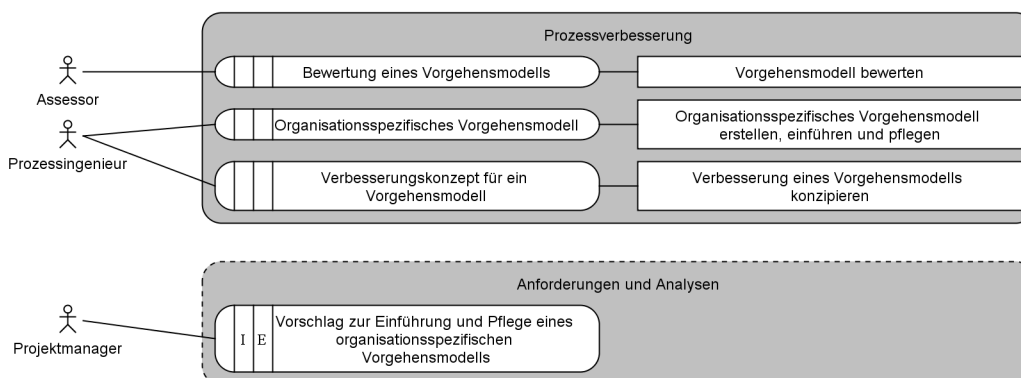 Prozessverbesserung
Assessor
Bewertung eines Vorgehensmodells
Vorgehensmodell bewerten
Prozessingenieur
Organisationsspezifisches Vorgehensmodell
Organisationsspezifisches Vorgehensmodell
erstellen, einführen und pflegen
Verbesserungskonzept für ein
Vorgehensmodell
Verbesserung eines Vorgehensmodells
konzipieren
Anforderungen und Analysen
Projektmanager
I E
Vorschlag zur Einführung und Pflege eines
organisationsspezifischen
Vorgehensmodells